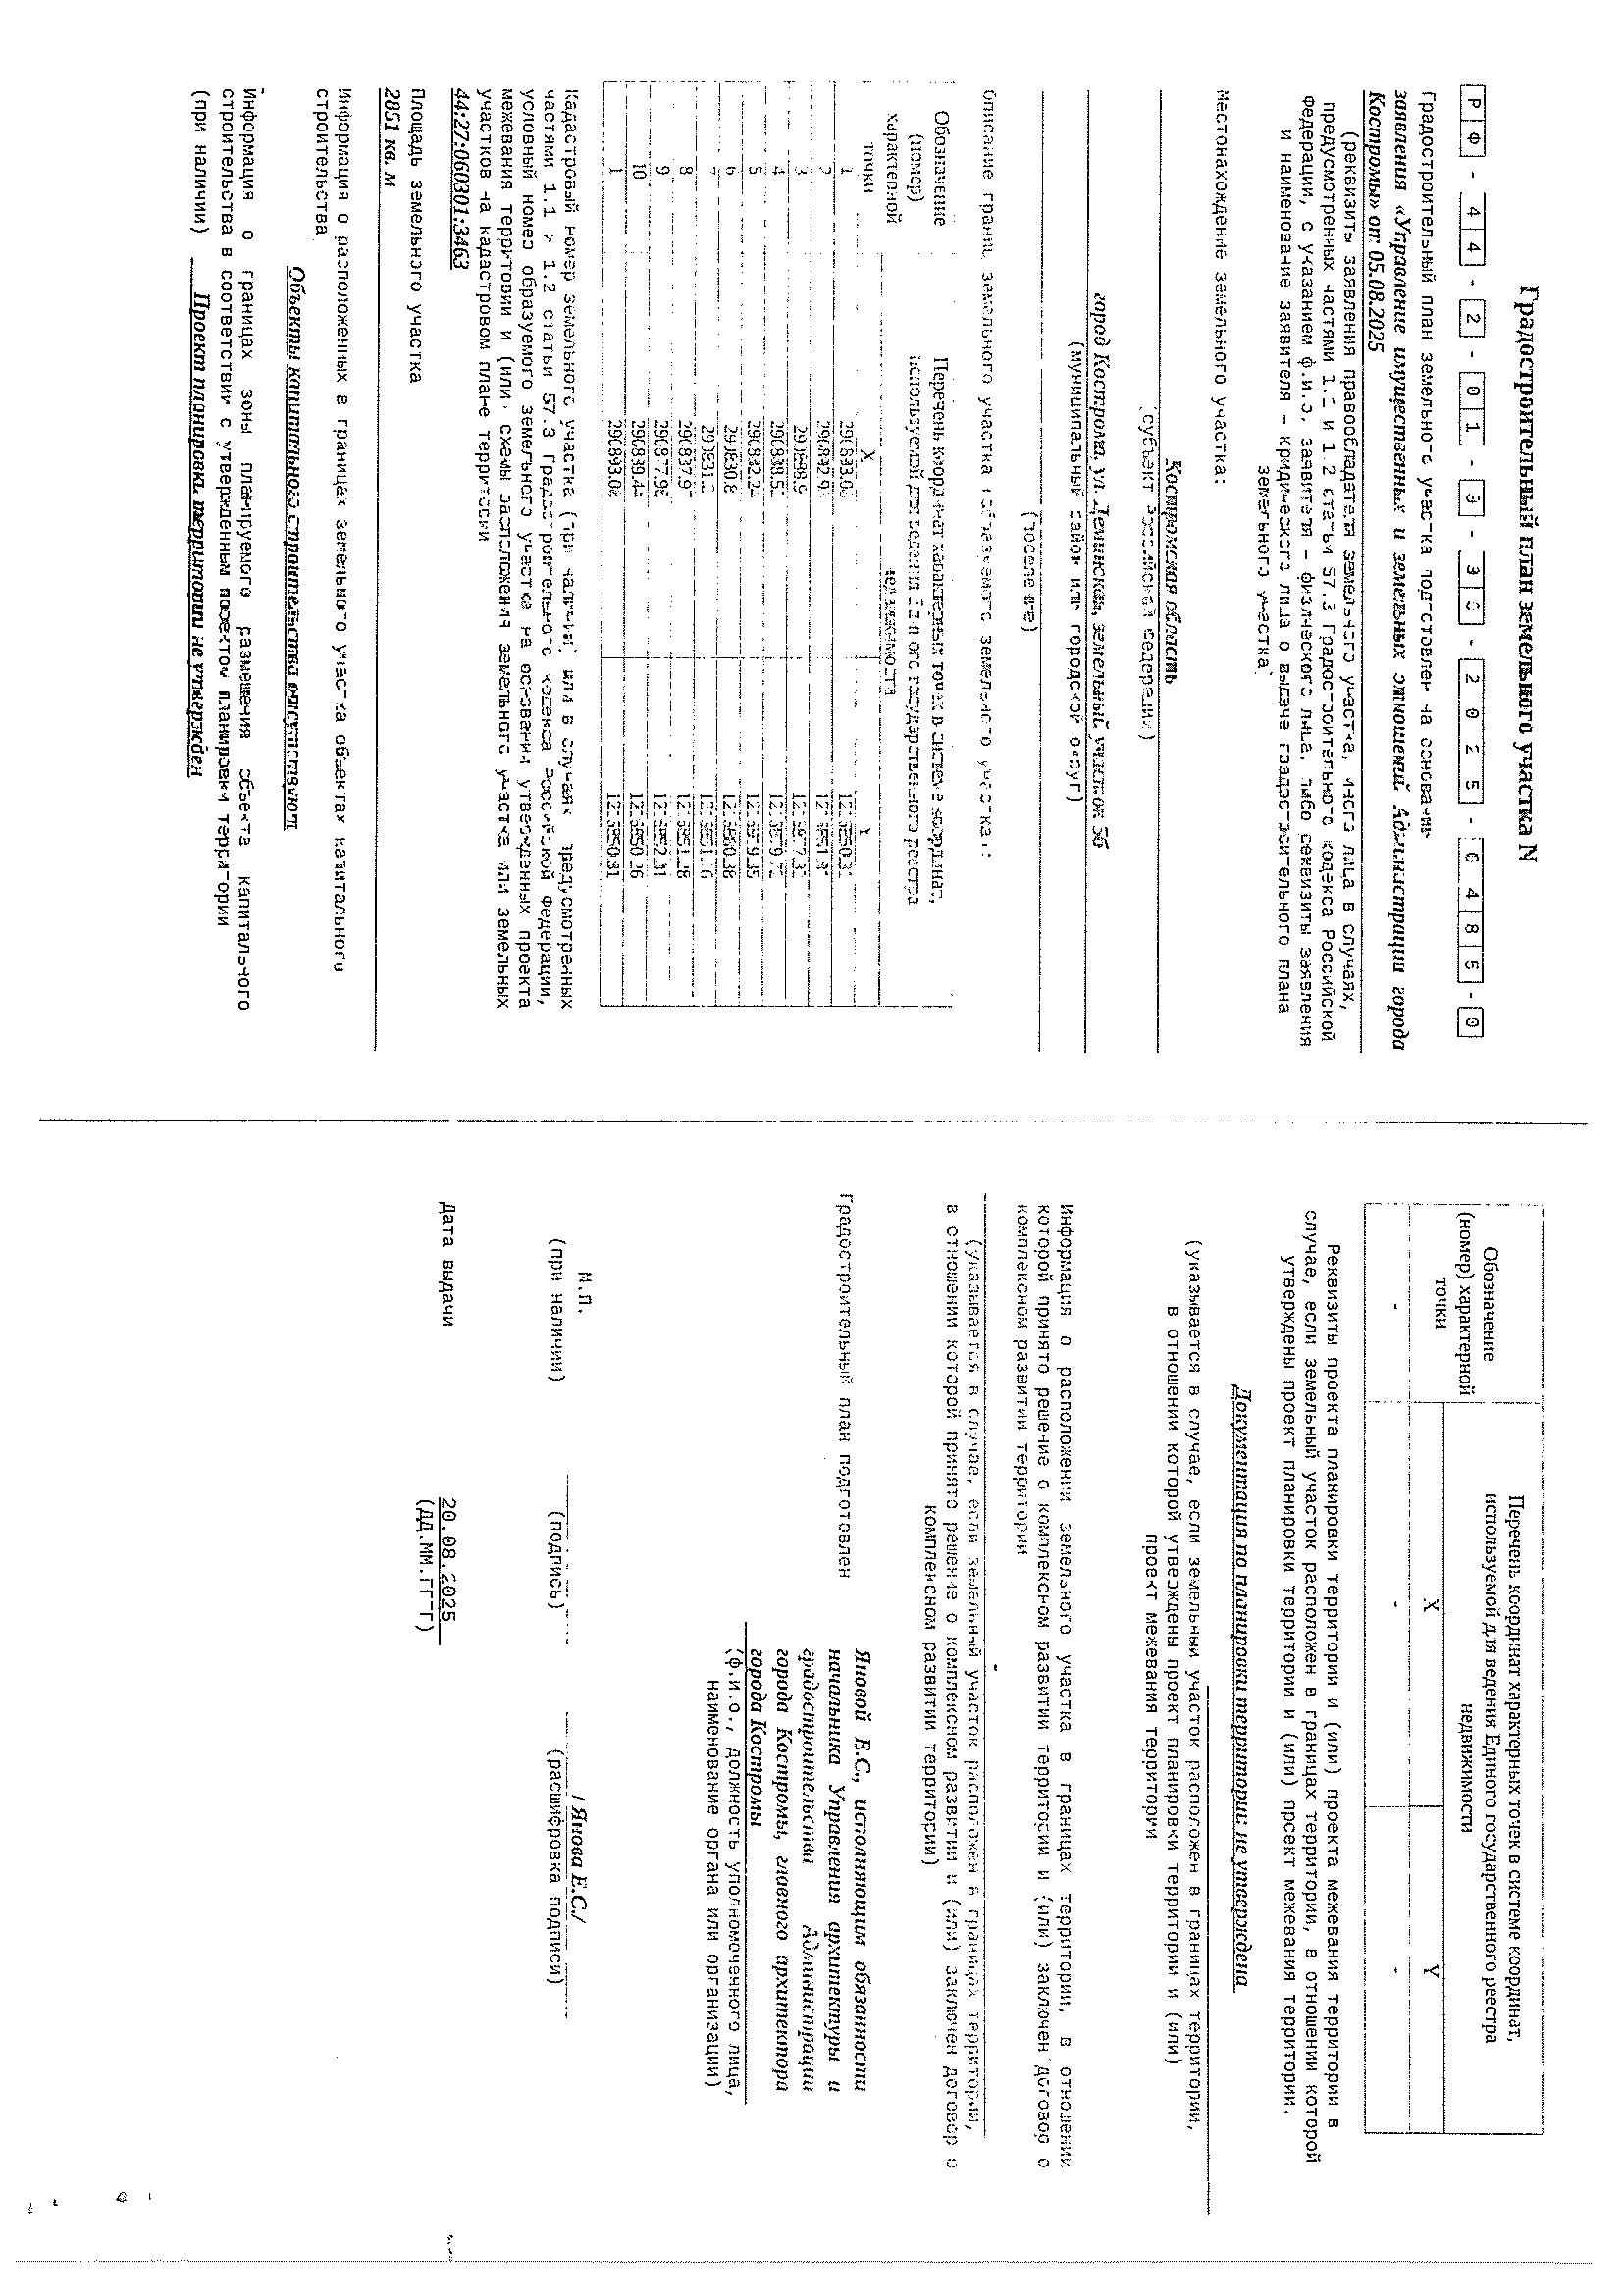 Градостроительный план земельного участка N
РФ - 44 - 2 - 01 -
Градостроительный план земельного участка подготовлен на основании
заявления «Управление имущественных и земельных отношений Администрации города
Костромы» от 05.08.2025
(реквизиты заявления правообладателя земельного участка, иного лица в случаях,
предусмотренных частями 1.1 и 1.2 статьи 57.3 Градостроительного кодекса Российской
Федерации, с указанием ф.и.о. заявителя - физического лица, либо реквизиты заявления
и наименование заявителя - юридического лица о выдаче градостроительного плана
земельного участка)
Местонахождение земельного участка:
Костромская область
(субъект Российской Федерации)
город Кострома, ул. Деминская, земельный участок 5б
(муниципальный район или городской округ)
(поселение)
Описание границ земельного участка (образуемого земельного участка):
Обозначение (номер) характерной точки
Перечень координат характерных точек в системе координат, используемой для ведения Единого государственного реестра недвижимости
X Y
1
2
3
4
5
6
7
8
9
10
1
Кадастровый номер земельного участка (при наличии) или в случаях, предусмотренных
частями 1.1 и 1.2 статьи 57.3 Градостроительного кодекса Российской Федерации,
условный номер образуемого земельного участка на основании утвержденных проекта
межевания территории и (или) схемы расположения земельного участка или земельных
участков на кадастровом плане территории
44:27:060301:3463
Площадь земельного участка
2851 кв. м
Информация о расположенных в границах земельного участка объектах капитального
строительства
Объекты капитального строительства отсутствуют
Информация о границах зоны планируемого размещения объекта капитального
строительства в соответствии с утвержденным проектом планировки территории
(при наличии) Проект планировки территории не утвержден
Обозначение (номер) характерной точки
Перечень координат характерных точек в системе координат, используемой для ведения Единого государственного реестра недвижимости
X Y
- - -
Реквизиты проекта планировки территории и (или) проекта межевания территории в
случае, если земельный участок расположен в границах территории, в отношении которой
утверждены проект планировки территории и (или) проект межевания территории.
Документация по планировки территории не утверждена
(указывается в случае, если земельный участок расположен в границах территории,
в отношении которой утверждены проект планировки территории и (или)
проект межевания территории
Информация о расположении земельного участка в границах территории, в отношении
которой принято решение о комплексном развитии территории и (или) заключен договор о
комплексном развитии территории
-
(указывается в случае, если земельный участок расположен в границах территории,
в отношении которой принято решение о комплексном развитии и (или) заключен договор о
комплексном развитии территории)
Градостроительный план подготовлен
Яновой Е.С., исполняющим обязанности
начальника Управления архитектуры и
градостроительства Администрации
города Костромы, главного архитектора
города Костромы
(ф.и.о., должность уполномоченного лица,
наименование органа или организации)
М.П.
(при наличии)
(подпись)
/ Янова Е.С./
(расшифровка подписи)
Дата выдачи 20.08.2025
(ДД.ММ.ГГГГ)